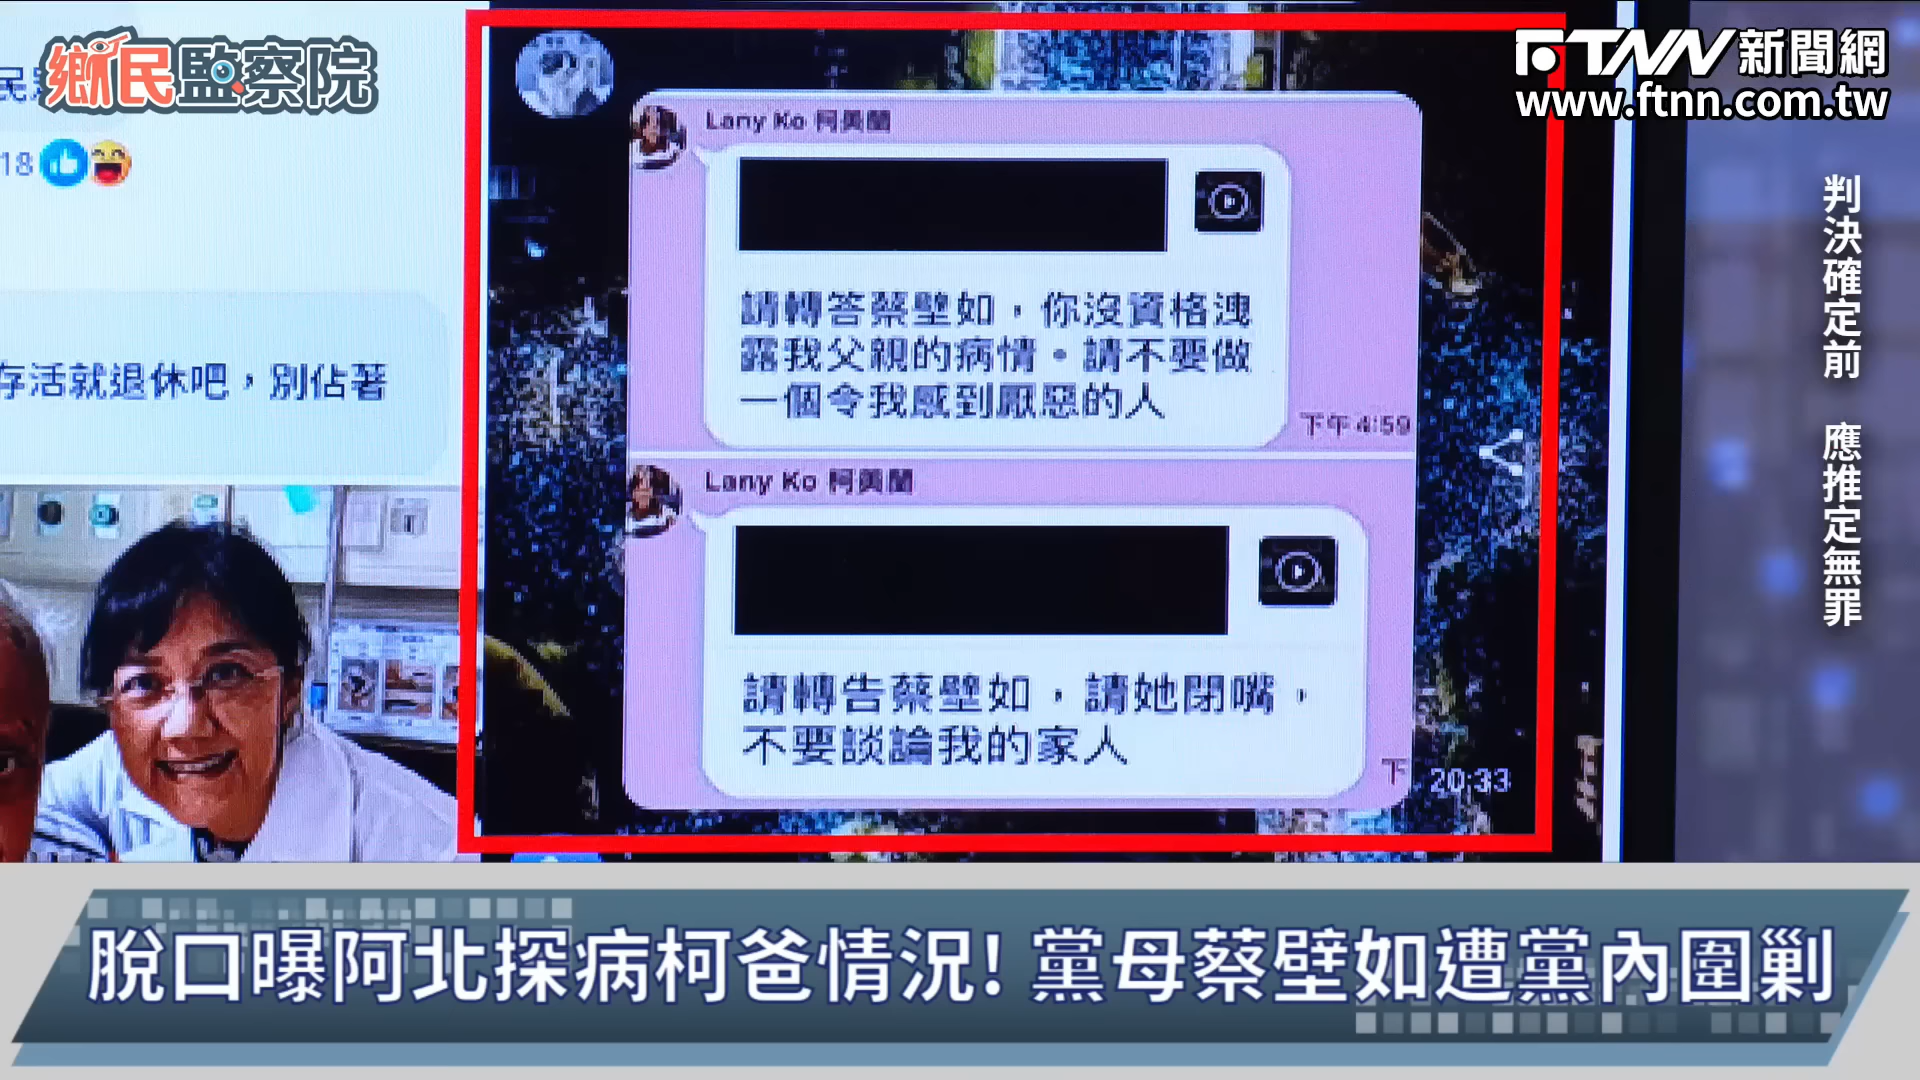 鄉民監察院
FTNN 新聞網
www.ftnn.com.tw
18
存活就退休吧，別佔著
Lany Ko 柯美蘭
請轉答蔡壁如，你沒資格洩
露我父親的病情。請不要做
一個令我感到厭惡的人
下午 4:59
Lany Ko 柯美蘭
請轉告蔡壁如，請她閉嘴，
不要談論我的家人
下
20:33
判決確定前 應推定無罪
脫口曝阿北探病柯爸情況! 黨母蔡壁如遭黨內圍剿